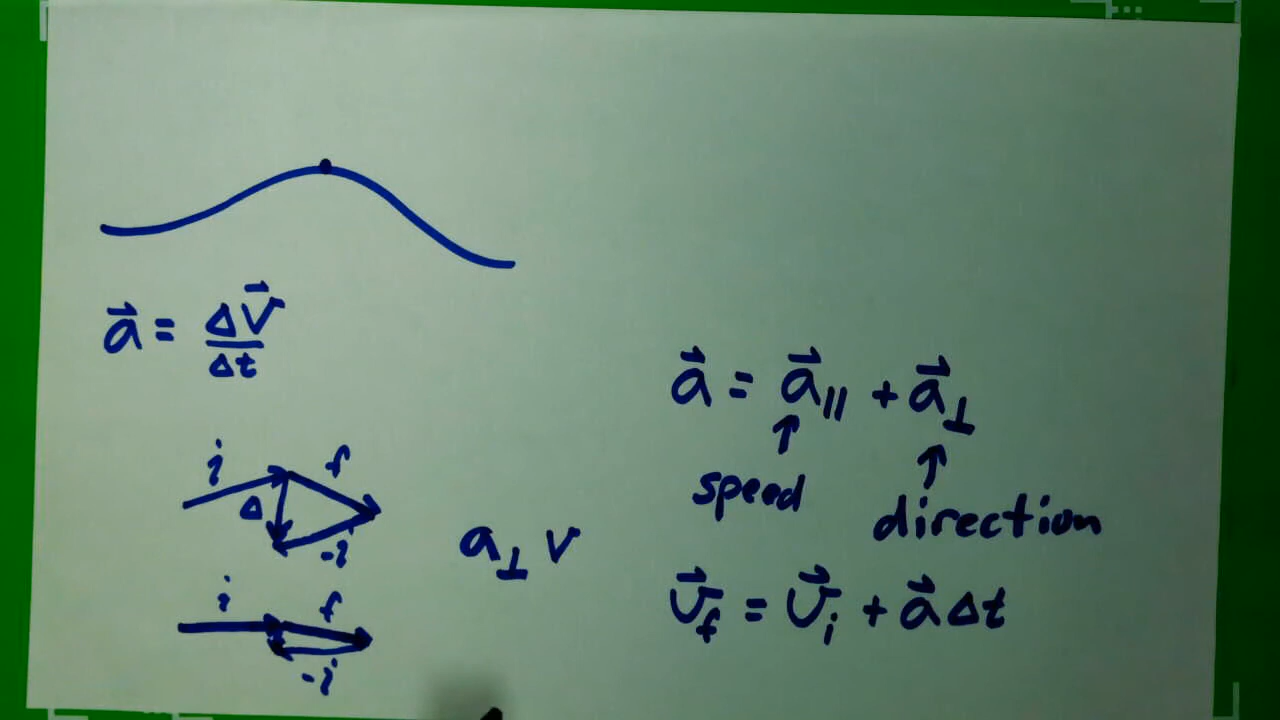 a⃗ = Δv⃗/Δt
i f
Δ
-i
i f
-i
a⊥v
a⃗ = a⃗∥ + a⃗⊥
↑ ↑
speed
direction
v⃗f = v⃗i + a⃗Δt